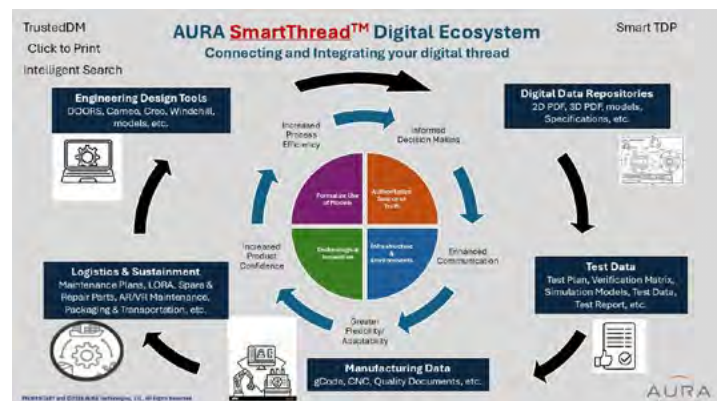 TrustedDM
Click to Print
Intelligent Search
AURA SmartThread™ Digital Ecosystem
Connecting and Integrating your digital thread
Smart TDP
Engineering Design Tools
DOORS, Cameo, Creo, Windchill,
models, etc.
Digital Data Repositories
2D PDF, 3D PDF, models,
Specifications, etc.
Increased
Process
Efficiency
Informed
Decision Making
Formalize Use
of Models
Authoritative
Source of
Truth
Technological
Innovation
Infrastructure
&
Environments
Increased
Product
Confidence
Enhanced
Communication
Greater
Flexibility/
Adaptability
Logistics & Sustainment
Maintenance Plans, LORA, Spare &
Repair Parts, AR/VR Maintenance,
Packaging & Transportation, etc.
Test Data
Test Plan, Verification Matrix,
Simulation Models, Test Data,
Test Report, etc.
Manufacturing Data
gCode, CNC, Quality Documents, etc.
AURA